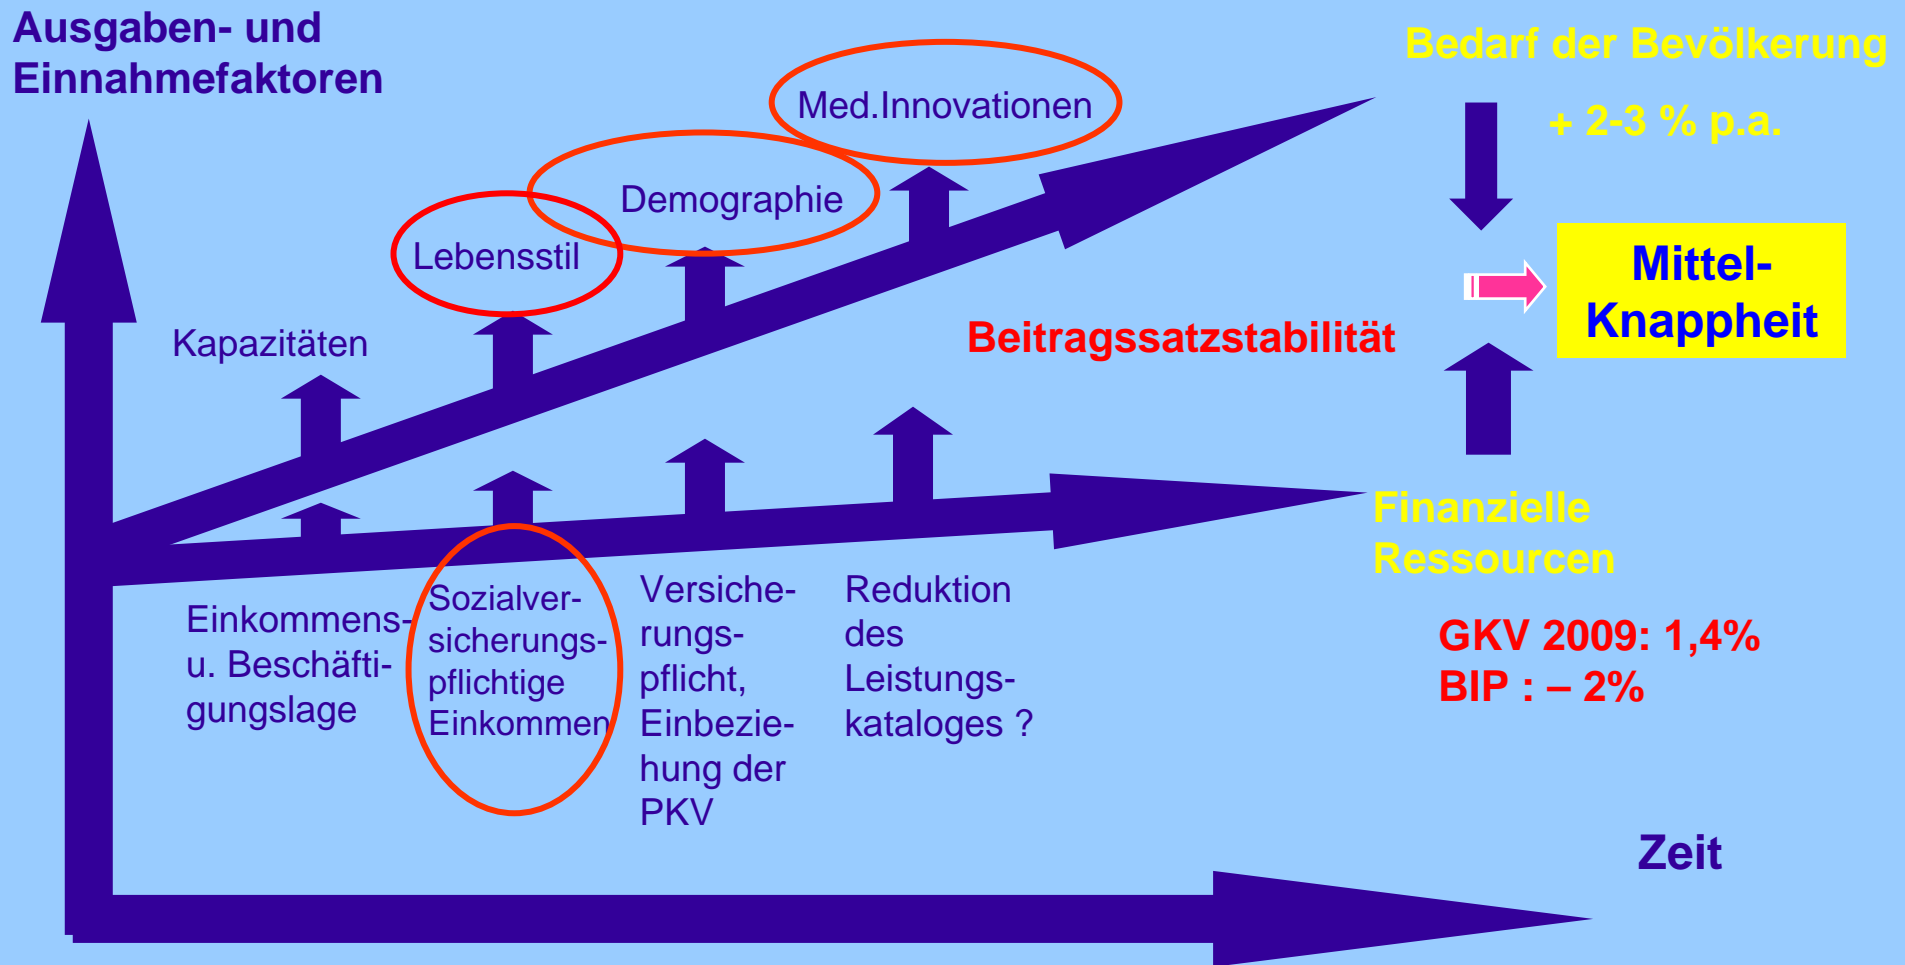 Ausgaben- und
Einnahmefaktoren
Bedarf der Bevölkerung
+ 2-3 % p.a.
Med.Innovationen
Demographie
Lebensstil
Kapazitäten
Mittel-
Knappheit
Beitragssatzstabilität
Finanzielle
Ressourcen
GKV 2009: 1,4%
BIP : – 2%
Einkommens-
u. Beschäfti-
gungslage
Sozialver-
sicherungs-
pflichtige
Einkommen
Versiche-
rungs-
pflicht,
Einbezie-
hung der
PKV
Reduktion
des
Leistungs-
kataloges ?
Zeit